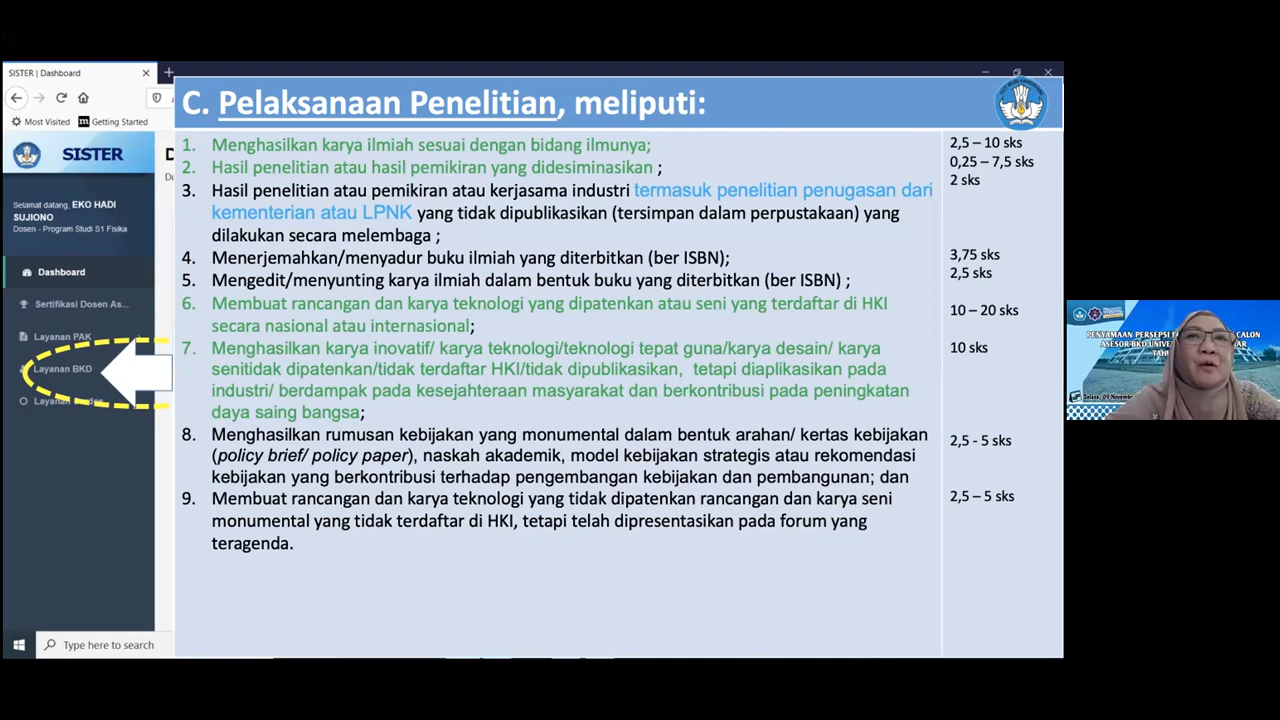 SISTER | Dashboard
Most Visited
Getting Started
SISTER
Selamat datang, EKO HADI
SUJIONO
Dosen - Program Studi S1 Fisika
Dashboard
Sertifikasi Dosen As...
Layanan PAK
Layanan BKD
Type here to search
C. Pelaksanaan Penelitian, meliputi:
1. Menghasilkan karya ilmiah sesuai dengan bidang ilmunya;
2. Hasil penelitian atau hasil pemikiran yang didesiminasikan ;
3. Hasil penelitian atau pemikiran atau kerjasama industri termasuk penelitian penugasan dari
kementerian atau LPNK yang tidak dipublikasikan (tersimpan dalam perpustakaan) yang
dilakukan secara melembaga ;
4. Menerjemahkan/menyadur buku ilmiah yang diterbitkan (ber ISBN);
5. Mengedit/menyunting karya ilmiah dalam bentuk buku yang diterbitkan (ber ISBN) ;
6. Membuat rancangan dan karya teknologi yang dipatenkan atau seni yang terdaftar di HKI
secara nasional atau internasional;
7. Menghasilkan karya inovatif/ karya teknologi/teknologi tepat guna/karya desain/ karya
senitidak dipatenkan/tidak terdaftar HKI/tidak dipublikasikan, tetapi diaplikasikan pada
industri/ berdampak pada kesejahteraan masyarakat dan berkontribusi pada peningkatan
daya saing bangsa;
8. Menghasilkan rumusan kebijakan yang monumental dalam bentuk arahan/ kertas kebijakan
(policy brief/ policy paper), naskah akademik, model kebijakan strategis atau rekomendasi
kebijakan yang berkontribusi terhadap pengembangan kebijakan dan pembangunan; dan
9. Membuat rancangan dan karya teknologi yang tidak dipatenkan rancangan dan karya seni
monumental yang tidak terdaftar di HKI, tetapi telah dipresentasikan pada forum yang
teragenda.
2,5 – 10 sks
0,25 – 7,5 sks
2 sks
3,75 sks
2,5 sks
10 – 20 sks
10 sks
2,5 - 5 sks
2,5 – 5 sks
PENYAMAAN PERSEPSI CALON
ASESOR BKD
Selasa, 09